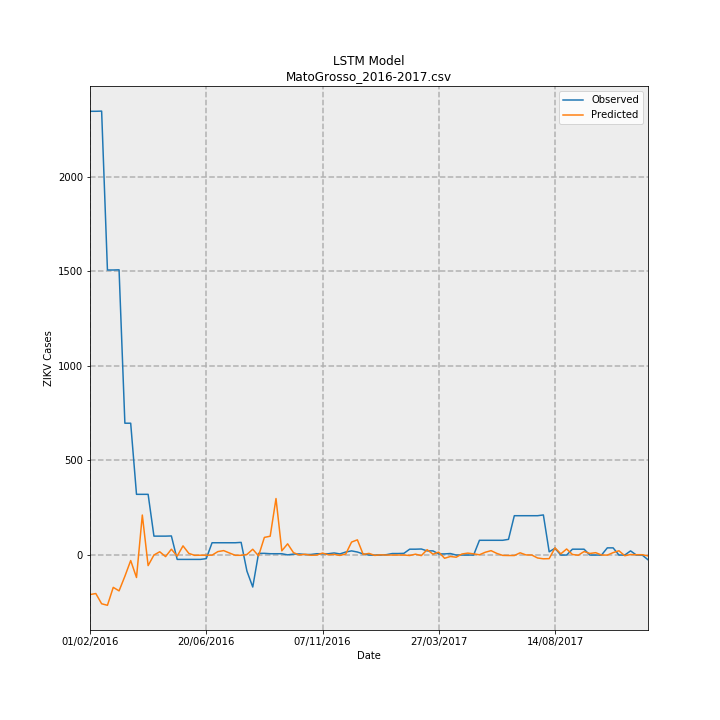 LSTM Model
MatoGrosso_2016-2017.csv
Observed
Predicted
2000
1500
1000
500
0
ZIKV Cases
01/02/2016
20/06/2016
07/11/2016
27/03/2017
14/08/2017
Date